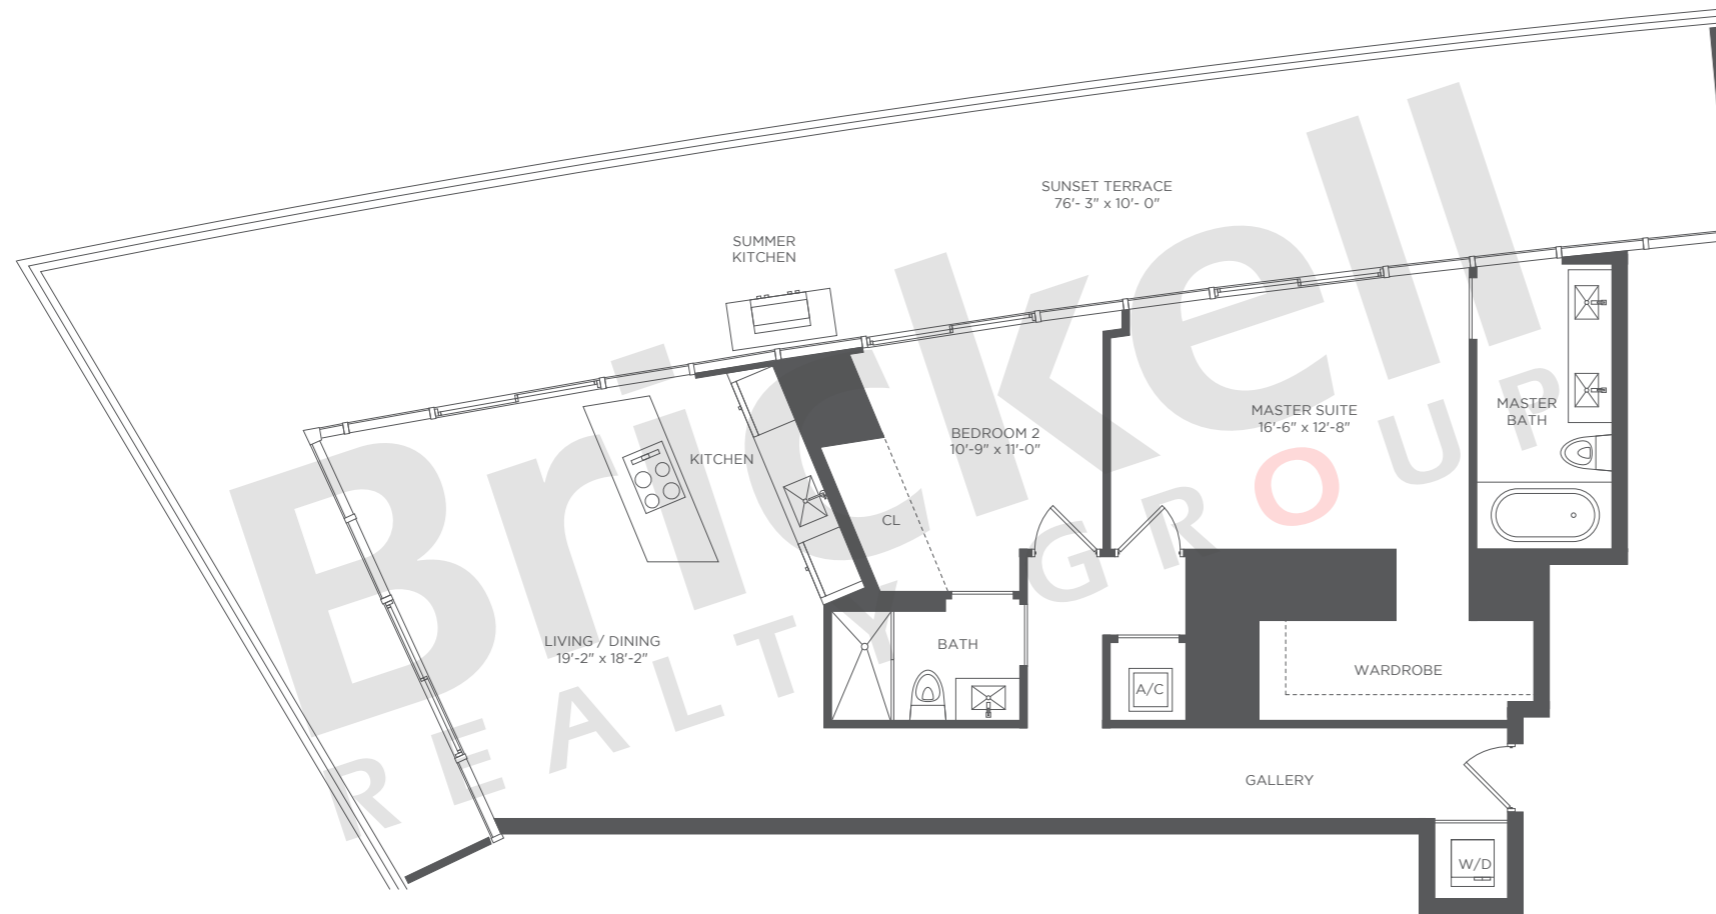 SUNSET TERRACE
76'- 3" x 10'- 0"
SUMMER
KITCHEN
MASTER SUITE
16'-6" x 12'-8"
MASTER
BATH
BEDROOM 2
10'-9" x 11'-0"
KITCHEN
CL
LIVING / DINING
19'-2" x 18'-2"
BATH
WARDROBE
A/C
GALLERY
W/D
Brickell
REALTY GROUP